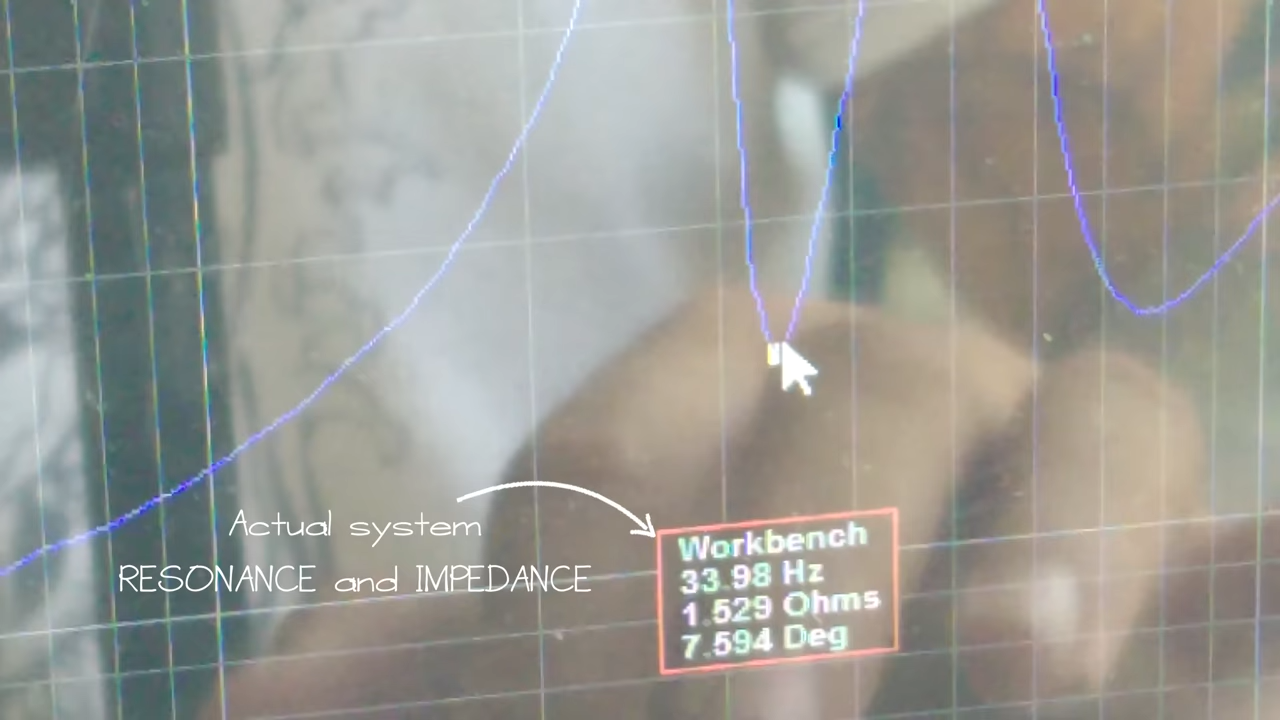 Actual system
RESONANCE and IMPEDANCE
Workbench
33.98 Hz
1.529 Ohms
7.594 Deg